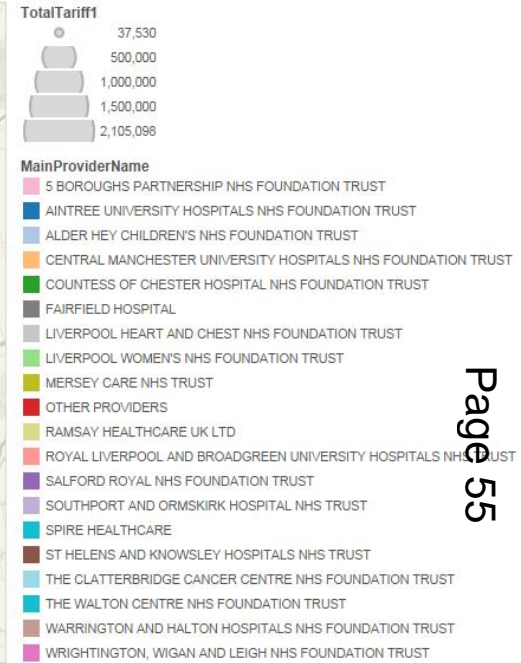 TotalTariff1
37,530
500,000
1,000,000
1,500,000
2,105,098
MainProviderName
5 BOROUGHS PARTNERSHIP NHS FOUNDATION TRUST
AINTREE UNIVERSITY HOSPITALS NHS FOUNDATION TRUST
ALDER HEY CHILDREN'S NHS FOUNDATION TRUST
CENTRAL MANCHESTER UNIVERSITY HOSPITALS NHS FOUNDATION TRUST
COUNTESS OF CHESTER HOSPITAL NHS FOUNDATION TRUST
FAIRFIELD HOSPITAL
LIVERPOOL HEART AND CHEST NHS FOUNDATION TRUST
LIVERPOOL WOMEN'S NHS FOUNDATION TRUST
MERSEY CARE NHS TRUST
OTHER PROVIDERS
RAMSAY HEALTHCARE UK LTD
ROYAL LIVERPOOL AND BROADGREEN UNIVERSITY HOSPITALS NHS TRUST
SALFORD ROYAL NHS FOUNDATION TRUST
SOUTHPORT AND ORMSKIRK HOSPITAL NHS TRUST
SPIRE HEALTHCARE
ST HELENS AND KNOWSLEY HOSPITALS NHS TRUST
THE CLATTERBRIDGE CANCER CENTRE NHS FOUNDATION TRUST
THE WALTON CENTRE NHS FOUNDATION TRUST
WARRINGTON AND HALTON HOSPITALS NHS FOUNDATION TRUST
WRIGHTINGTON, WIGAN AND LEIGH NHS FOUNDATION TRUST
Page 55